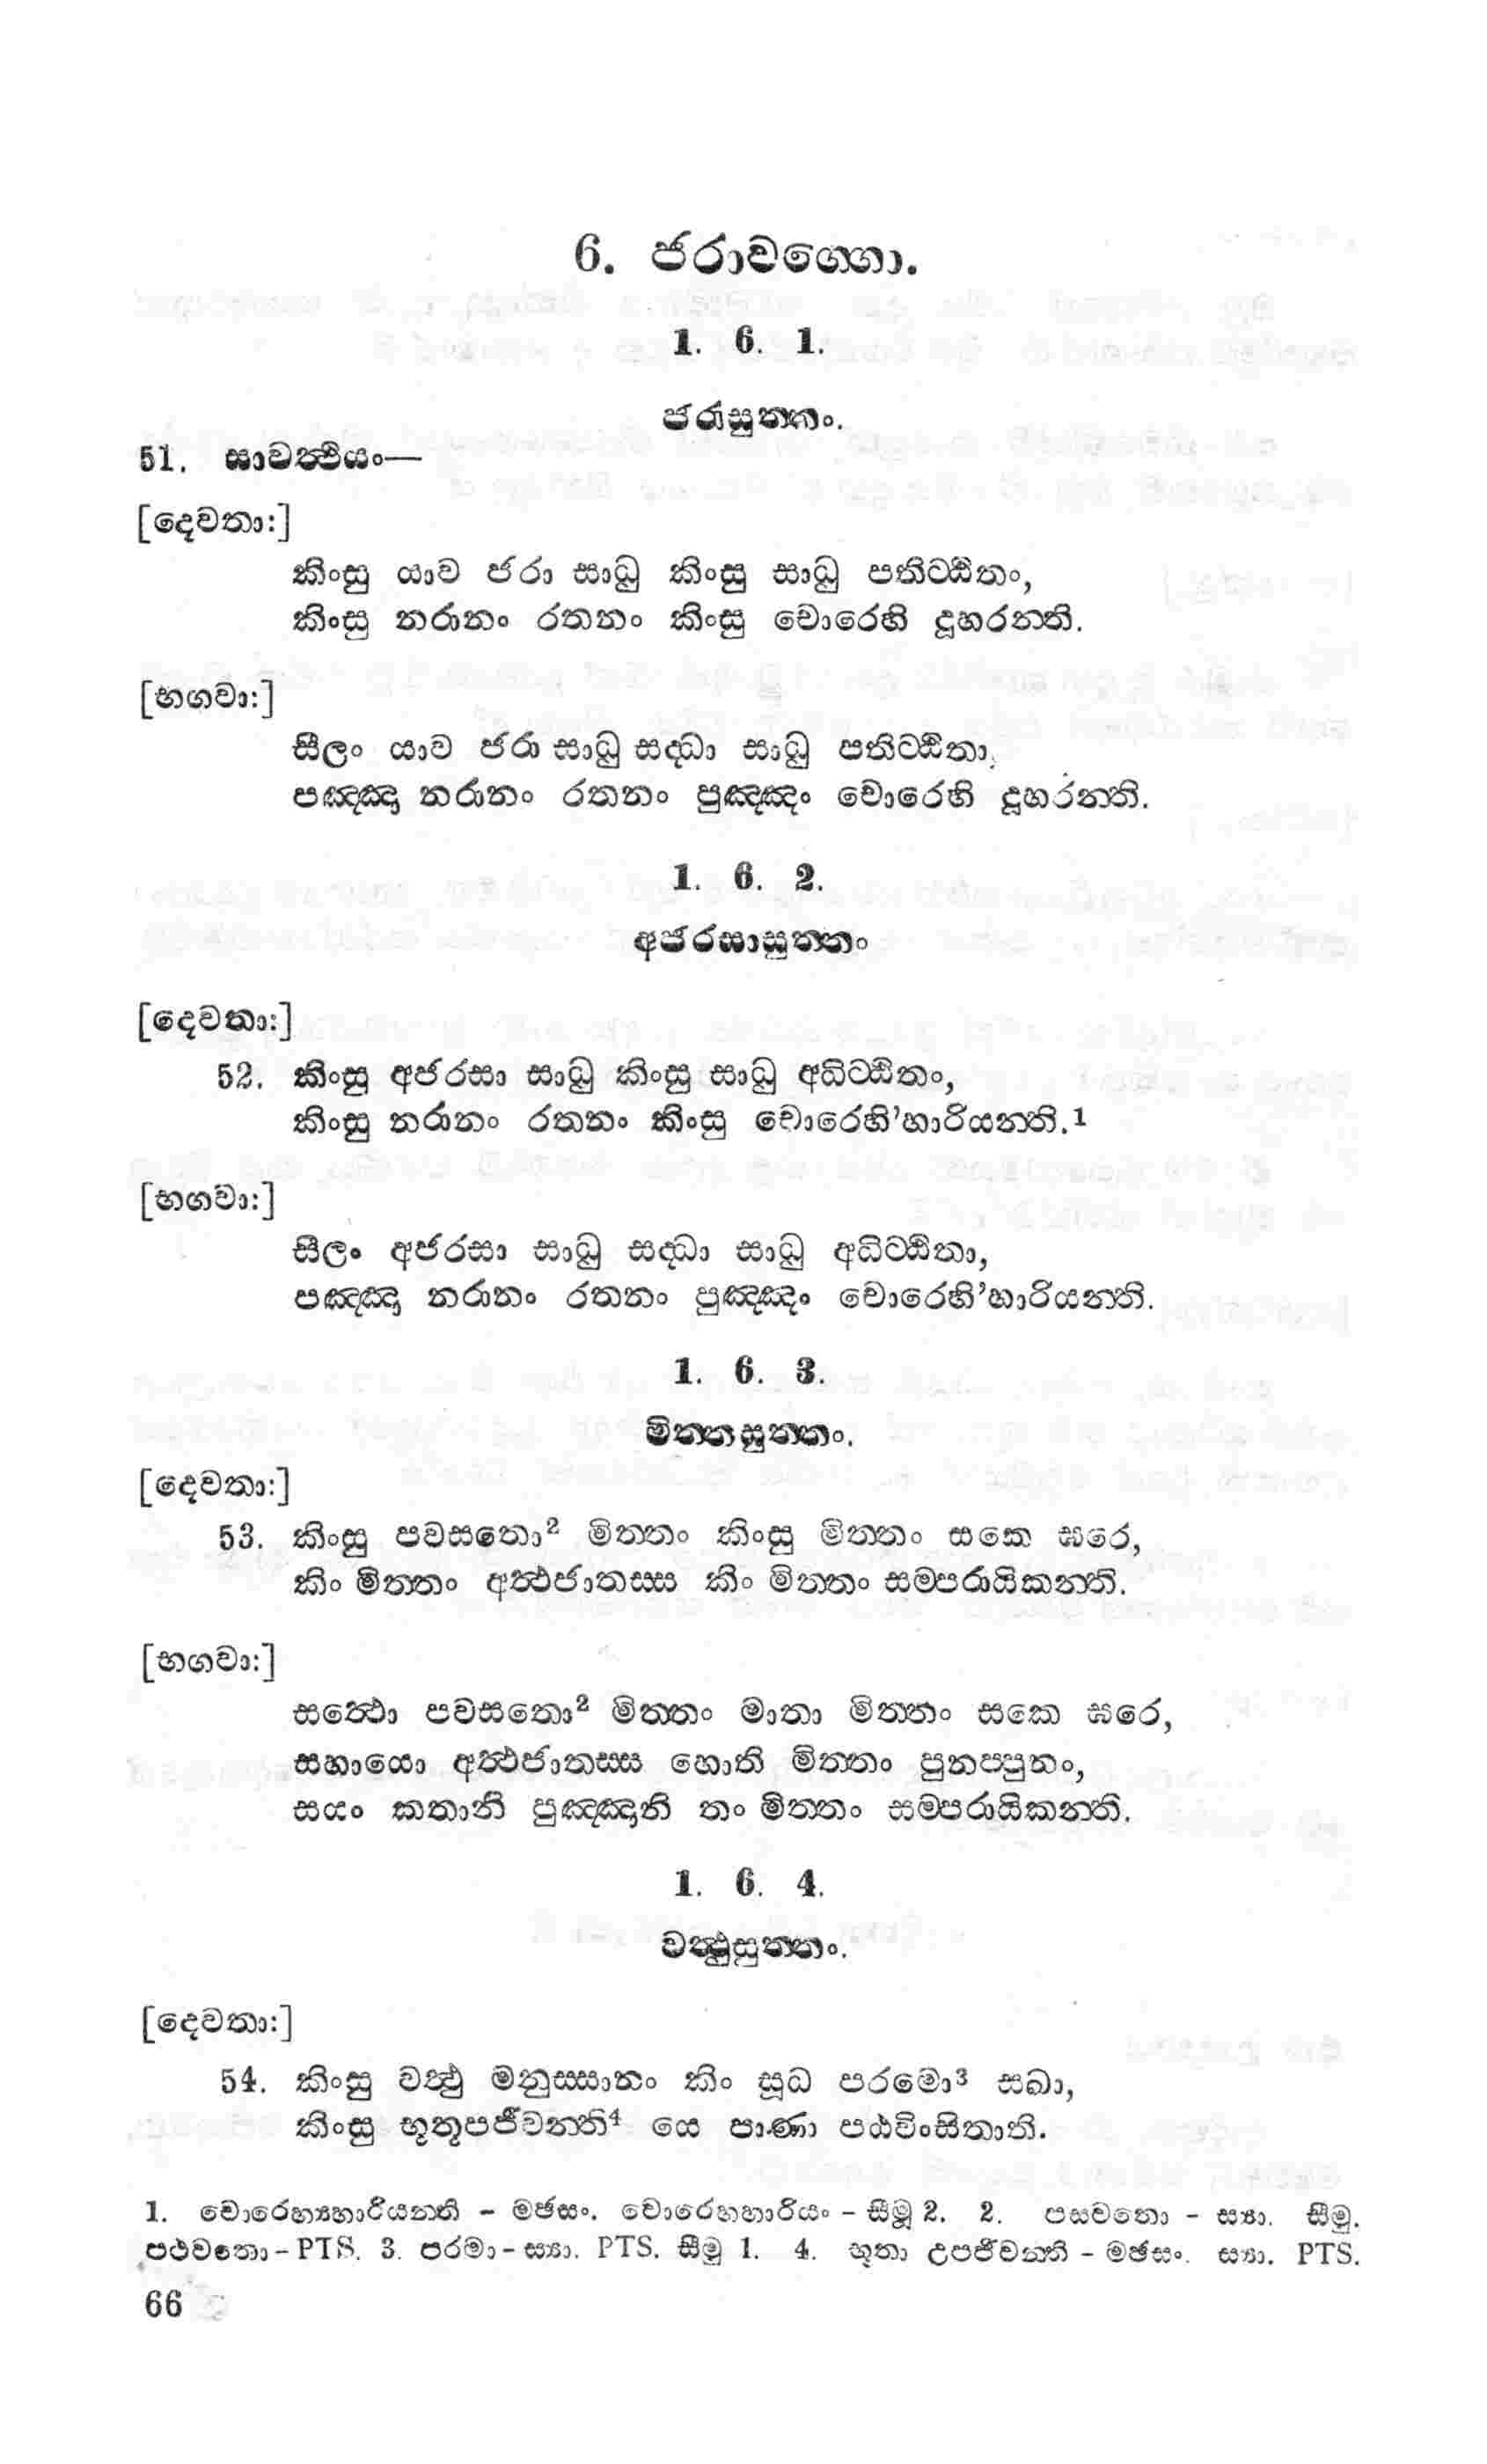 6. ජරාවග‍්ගො.
1. 6. 1.
ජරාසුත‍්තං.
51. සාවත්‍ථියං—
[දෙවතා:]
කිංසු යාව ජරා සාධු කිංසු සාධු පතිට‍්ඨිතං,
කිංසු නරානං රතනං කිංසු චොරෙහි දූහරන‍්ති.
[භගවා:]
සීලං යාව ජරා සාධු සද‍්ධා සාධු පතිට‍්ඨිතා,
පඤ‍්ඤා නරානං රතනං පුඤ‍්ඤං චොරෙහි දූහරන‍්ති.
1. 6. 2.
අජරසාසුත‍්තං
[දෙවතා:]
52. කිංසු අජරසා සාධු කිංසු සාධු අධිට‍්ඨිතං,
කිංසු නරානං රතනං කිංසු චොරෙහි’හාරියන‍්ති.1
[භගවා:]
සීලං අජරසා සාධු සද‍්ධා සාධු අධිට‍්ඨිතා,
පඤ‍්ඤා නරානං රතනං පුඤ‍්ඤං චොරෙහි’හාරියන‍්ති.
1. 6. 3.
මිත‍්තසුත‍්තං.
[දෙවතා:]
53. කිංසු පවසතො2 මිත‍්තං කිංසු මිත‍්තං සකෙ ඝරෙ,
කිං මිත‍්තං අත්‍ථජාතස‍්ස කිං මිත‍්තං සම‍්පරායිකන‍්ති.
[භගවා:]
සත්‍ථො පවසතො2 මිත‍්තං මාතා මිත‍්තං සකෙ ඝරෙ,
සහායො අත්‍ථජාතස‍්ස හොති මිත‍්තං පුනප‍්පුනං,
සයං කතානි පුඤ‍්ඤානි තං මිත‍්තං සම‍්පරායිකන‍්ති.
1. 6. 4.
වත්‍ථුසුත‍්තං.
[දෙවතා:]
54. කිංසු වත්‍ථු මනුස‍්සානං කිං සූධ පරමො3 සඛා,
කිංසු භූතූපජීවන‍්ති4 යෙ පාණා පඨවිංසිතාති.
1. චොරෙහ්‍යහාරියන‍්ති - මඡසං. චොරෙහහාරියං - සීමූ 2. 2. පසවතො - ස්‍යා. සීමු.
පථවතො - PTS. 3. පරමා - ස්‍යා. PTS. සීමු 1. 4. භූතා උපජීවන‍්ති - මඡසං. ස්‍යා. PTS.
66